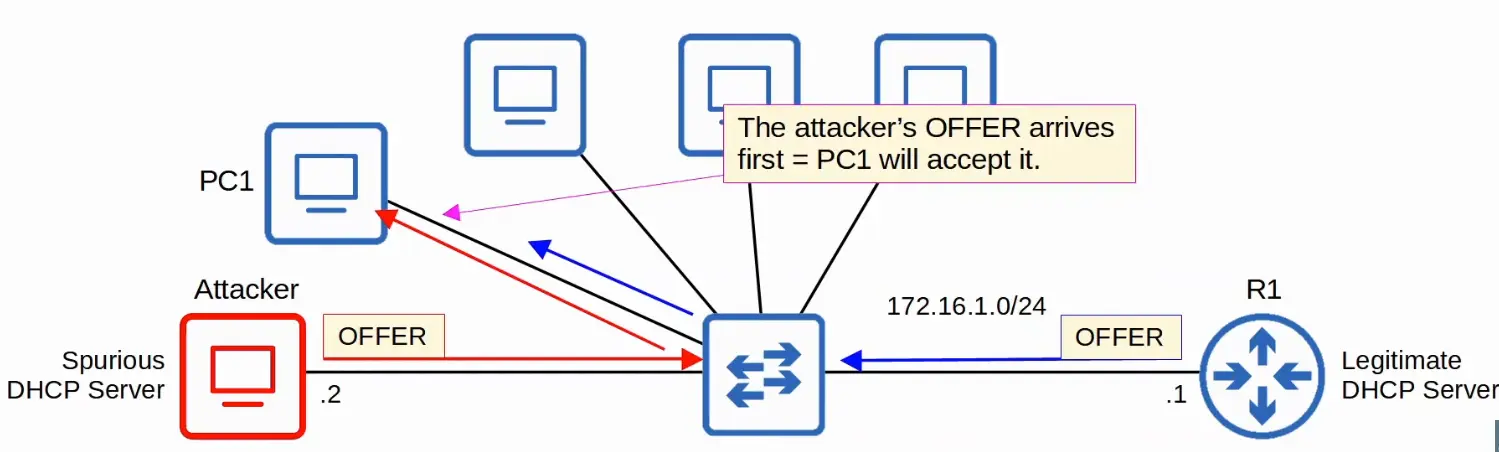 The attacker's OFFER arrives
first = PC1 will accept it.
PC1
Attacker
172.16.1.0/24
R1
OFFER
OFFER
Spurious
DHCP Server
Legitimate
DHCP Server
.2
.1